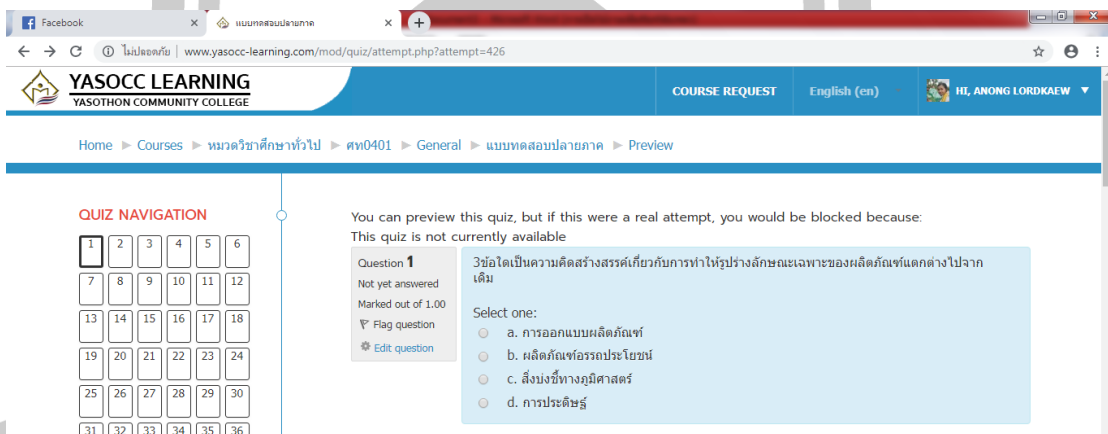 Facebook
แบบทดสอบปลายภาค
ไม่ปลอดภัย | www.yasocc-learning.com/mod/quiz/attempt.php?attempt=426
YASOCC LEARNING
YASOTHON COMMUNITY COLLEGE
COURSE REQUEST
English (en)
HI, ANONG LORDKAEW
Home ► Courses ► หมวดวิชาศึกษาทั่วไป ► ศท0401 ► General ► แบบทดสอบปลายภาค ► Preview
QUIZ NAVIGATION
1 2 3 4 5 6
7 8 9 10 11 12
13 14 15 16 17 18
19 20 21 22 23 24
25 26 27 28 29 30
31 32 33 34 35 36
You can preview this quiz, but if this were a real attempt, you would be blocked because:
This quiz is not currently available
Question 1
Not yet answered
Marked out of 1.00
Flag question
Edit question
3ข้อใดเป็นความคิดสร้างสรรค์เกี่ยวกับการทำให้รูปร่างลักษณะเฉพาะของผลิตภัณฑ์แตกต่างไปจาก
เดิม
Select one:
a. การออกแบบผลิตภัณฑ์
b. ผลิตภัณฑ์อรรถประโยชน์
c. สิ่งบ่งชี้ทางภูมิศาสตร์
d. การประดิษฐ์